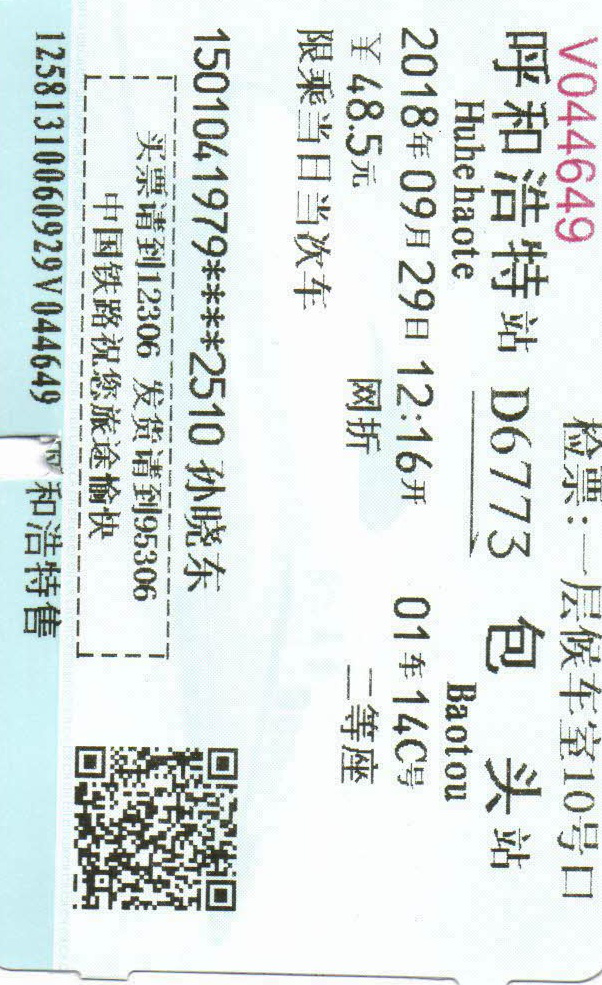 V044649 检票:一层候车室10号口
呼和浩特站 D6773 包头站
Huhehaote Baotou
2018年09月29日12:16开 01车14C号
￥48.5元 网折 二等座
限乘当日当次车
1501041979****2510 孙晓东
买票请到12306 发货请到95306
中国铁路祝您旅途愉快
12581310060929V044649 呼和浩特售